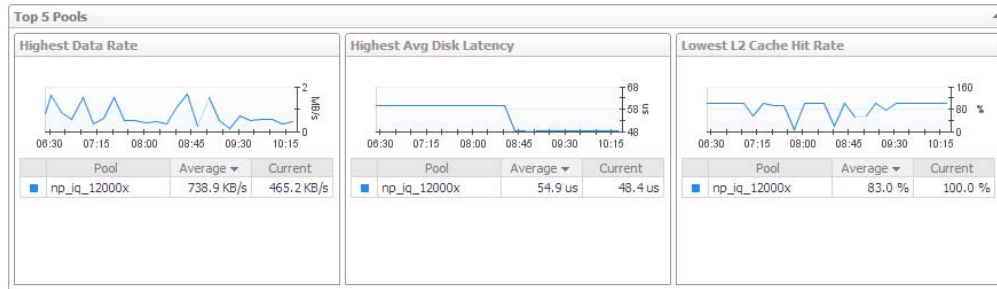 Top 5 Pools
Highest Data Rate
2
0
MB/s
06:30 07:15 08:00 08:45 09:30 10:15
Pool Average Current
np_iq_12000x 738.9 KB/s 465.2 KB/s
Highest Avg Disk Latency
68
58
48
us
06:30 07:15 08:00 08:45 09:30 10:15
Pool Average Current
np_iq_12000x 54.9 us 48.4 us
Lowest L2 Cache Hit Rate
160
80
0
%
06:30 07:15 08:00 08:45 09:30 10:15
Pool Average Current
np_iq_12000x 83.0 % 100.0 %